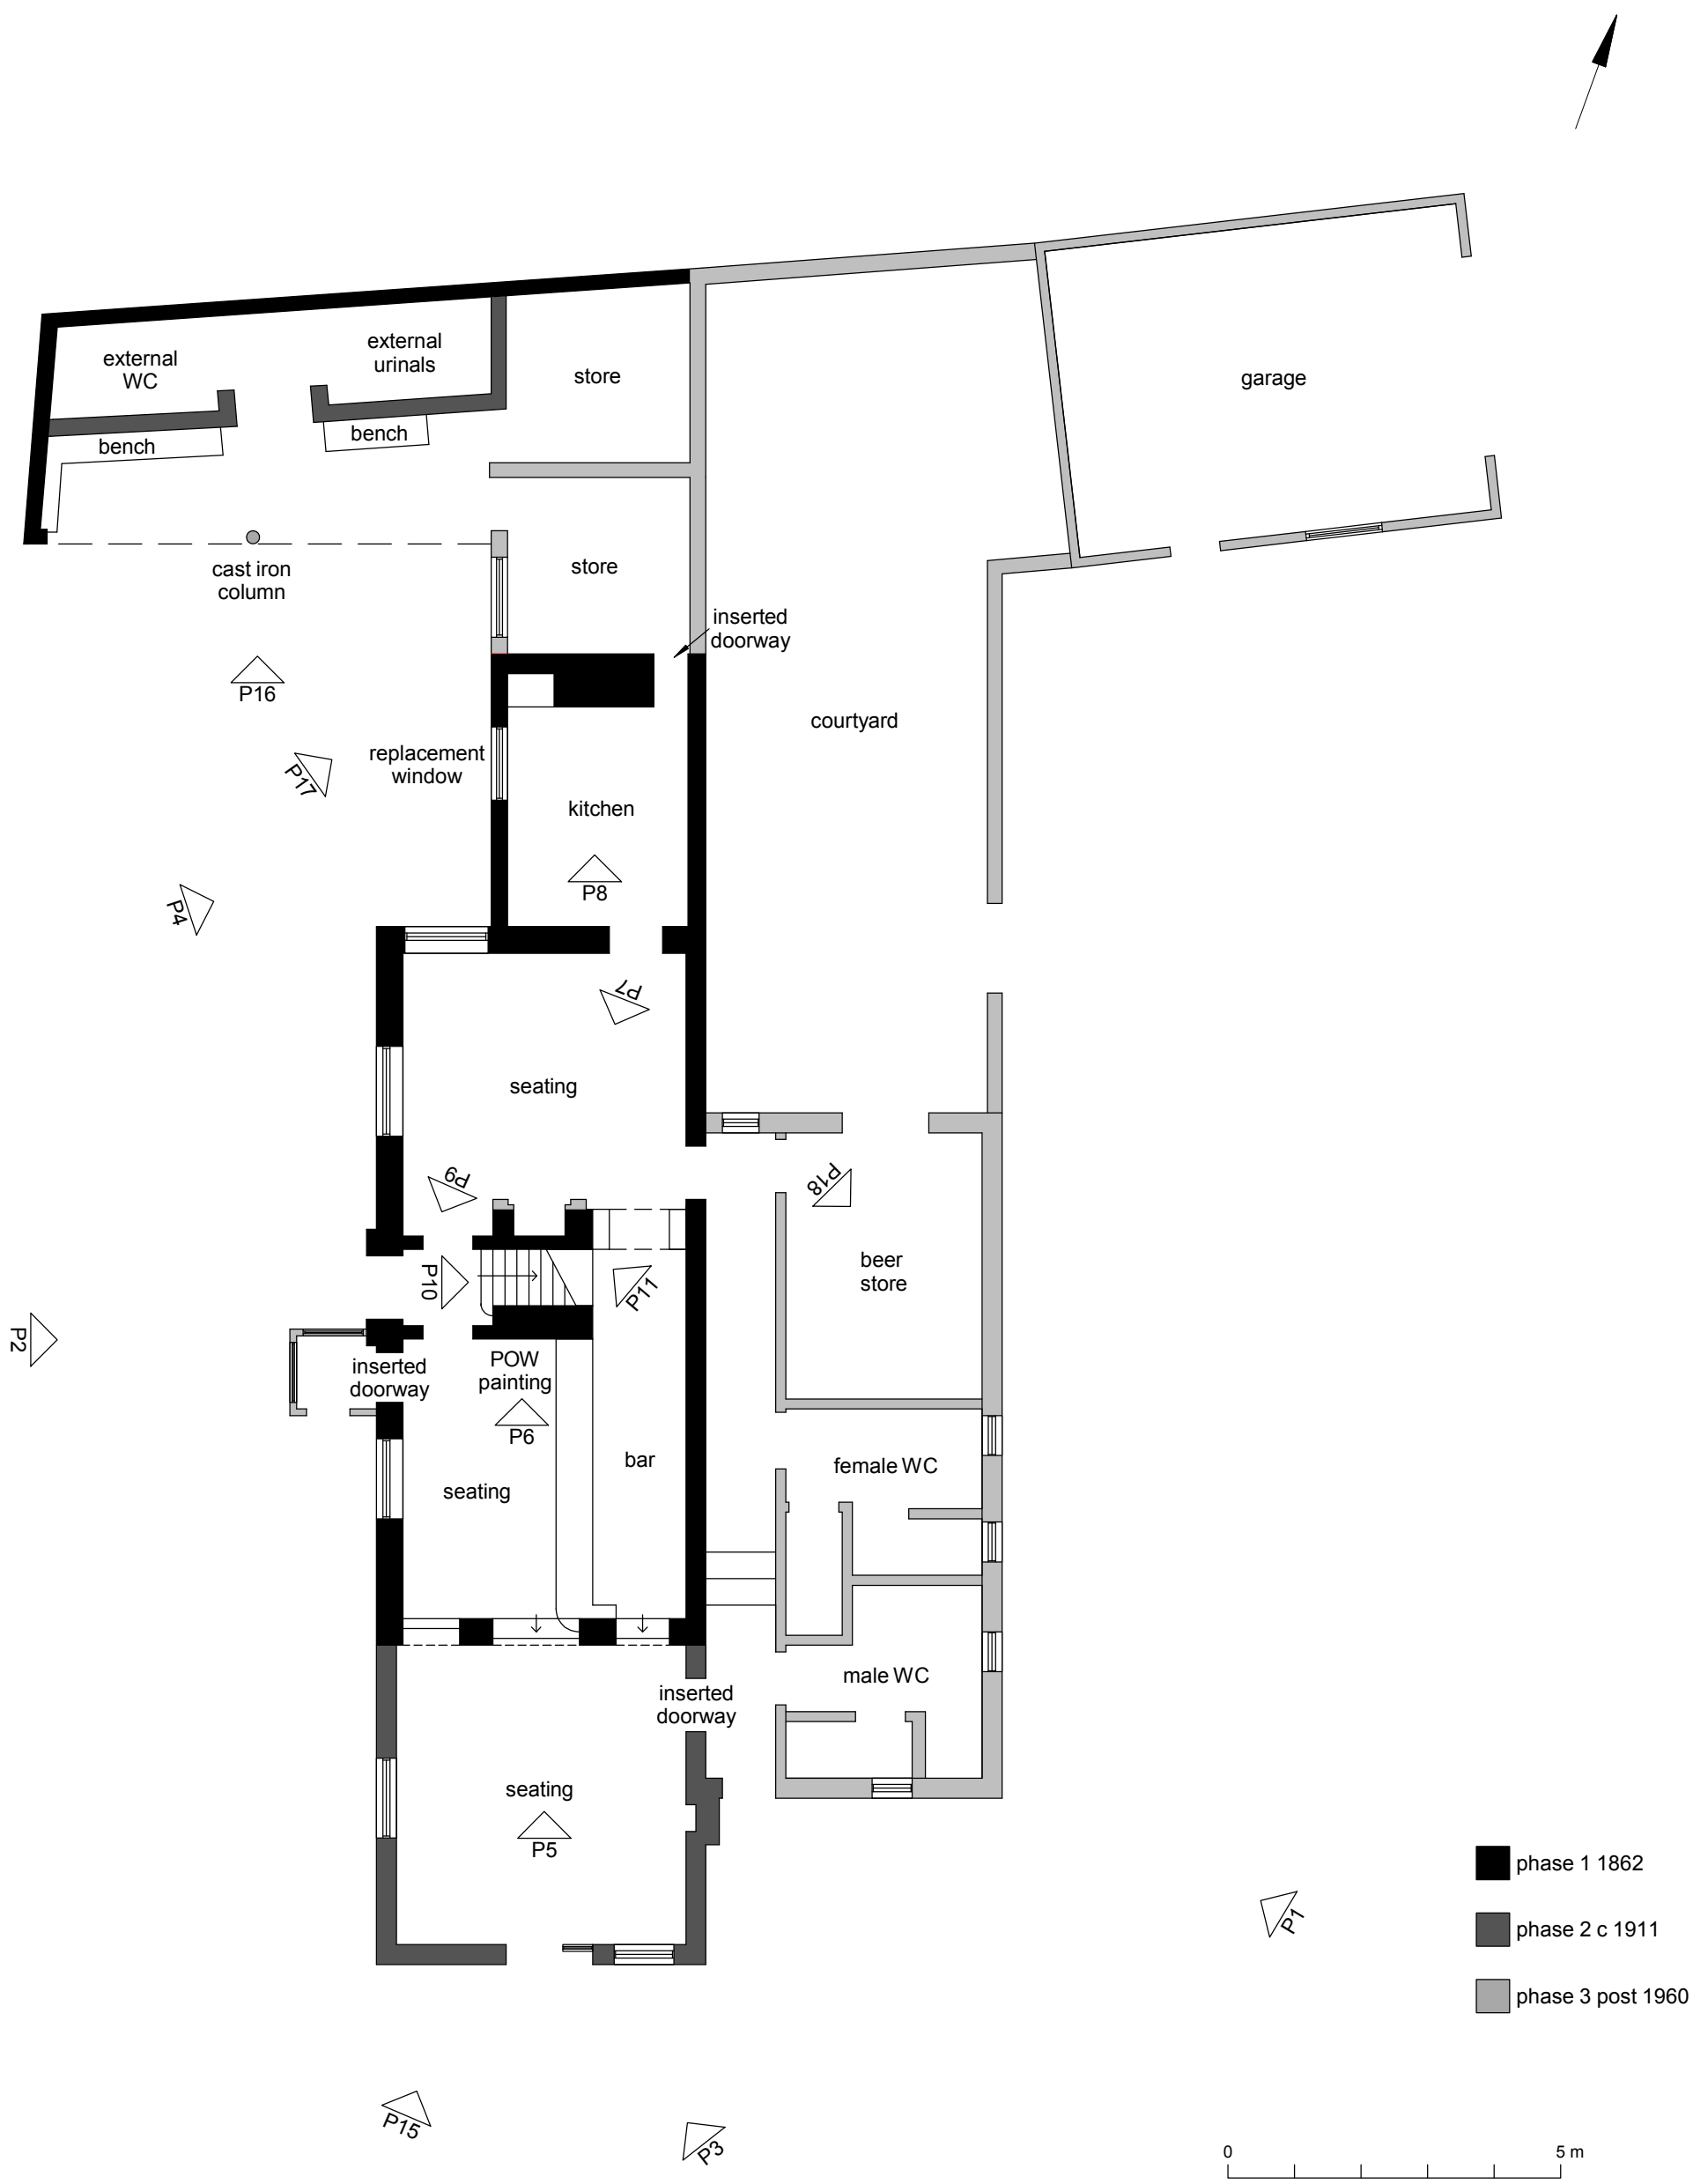 external
WC
external
urinals
store
garage
bench
bench
cast iron
column
store
inserted
doorway
P16
courtyard
replacement
window
P17
kitchen
P8
P4
P7
seating
P9
P18
beer
store
P10
P11
P2
inserted
doorway
POW
painting
P6
bar
seating
female WC
male WC
inserted
doorway
seating
P5
phase 1 1862
P1
phase 2 c 1911
phase 3 post 1960
P15
P3
0
5 m